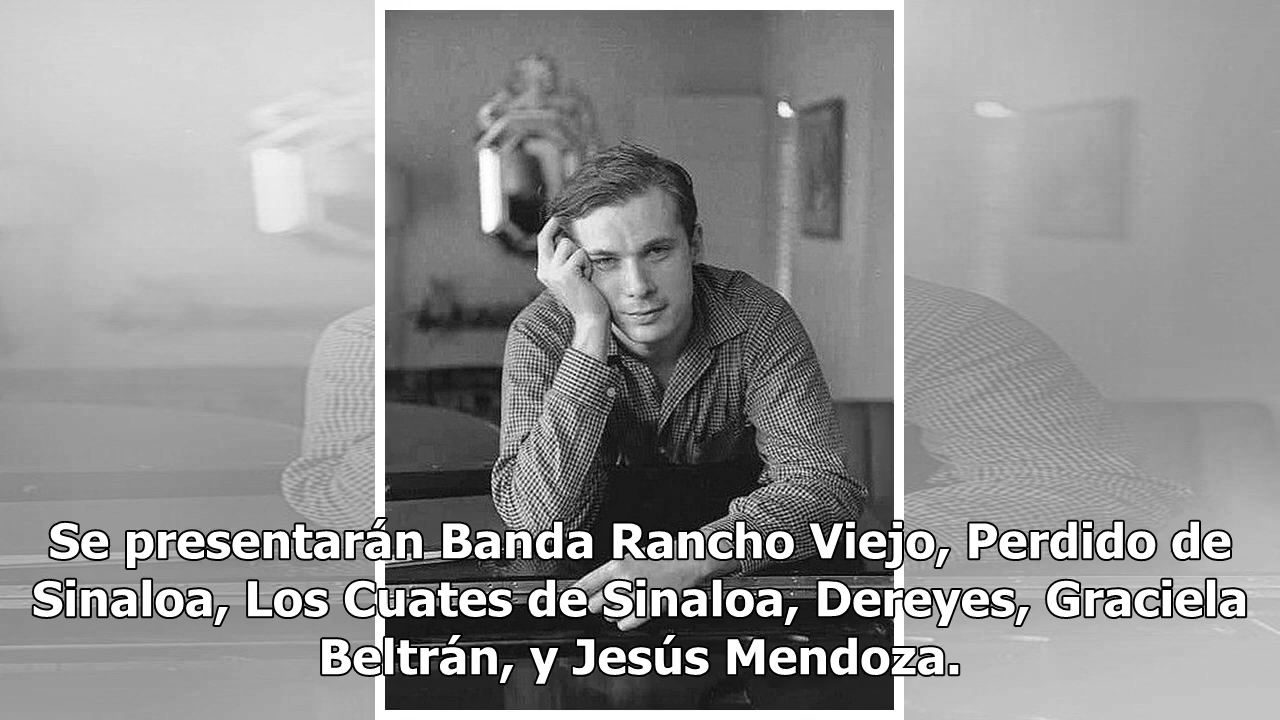 Se presentarán Banda Rancho Viejo, Perdido de
Sinaloa, Los Cuates de Sinaloa, Dereyes, Graciela
Beltrán, y Jesús Mendoza.